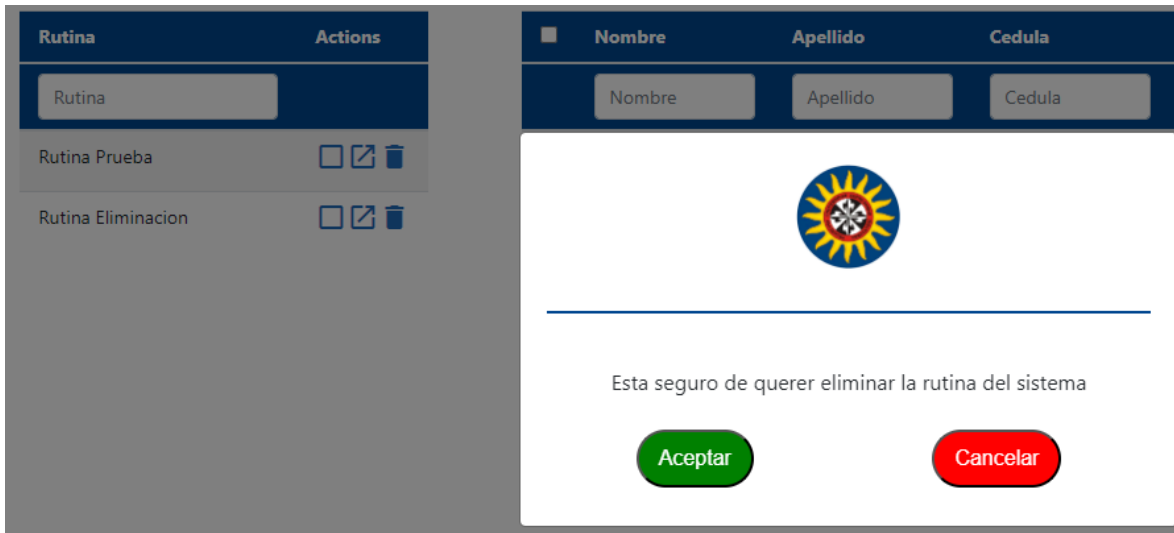 Rutina Actions
Rutina
Rutina Prueba
Rutina Eliminacion
Nombre Apellido Cedula
Nombre Apellido Cedula
Esta seguro de querer eliminar la rutina del sistema
Aceptar Cancelar